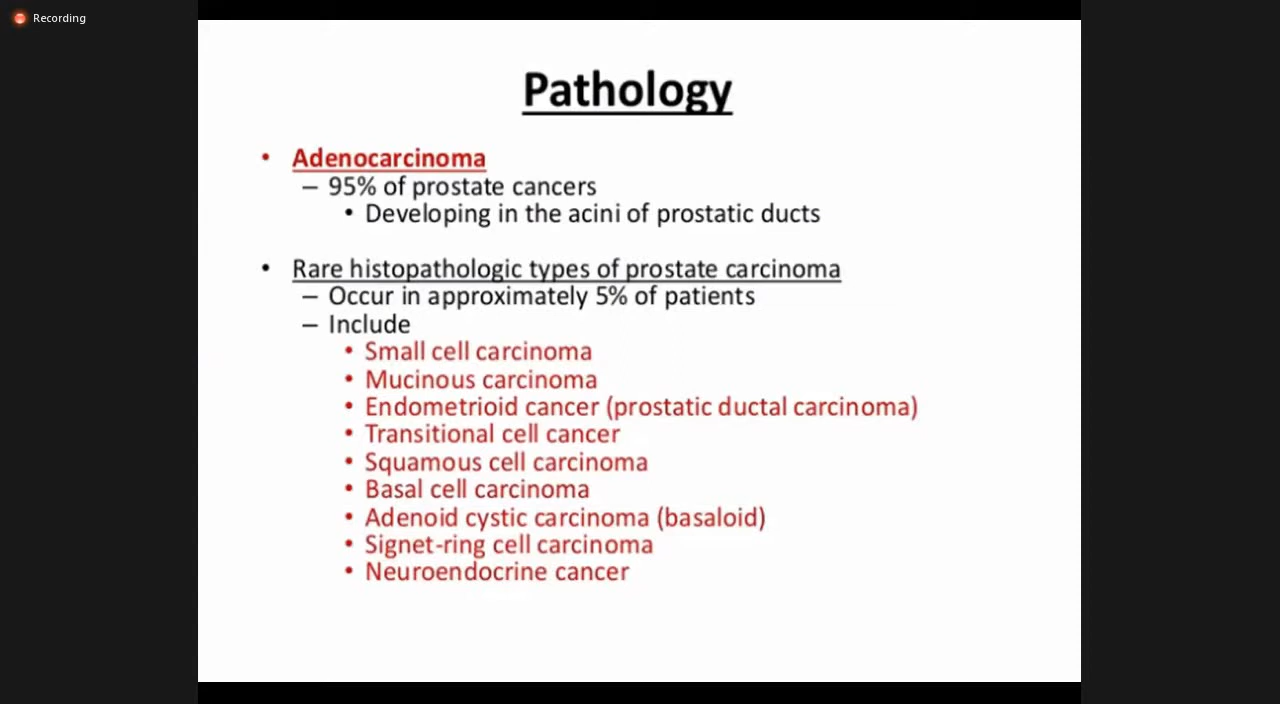 Recording
Pathology
• Adenocarcinoma
– 95% of prostate cancers
• Developing in the acini of prostatic ducts
• Rare histopathologic types of prostate carcinoma
– Occur in approximately 5% of patients
– Include
• Small cell carcinoma
• Mucinous carcinoma
• Endometrioid cancer (prostatic ductal carcinoma)
• Transitional cell cancer
• Squamous cell carcinoma
• Basal cell carcinoma
• Adenoid cystic carcinoma (basaloid)
• Signet-ring cell carcinoma
• Neuroendocrine cancer